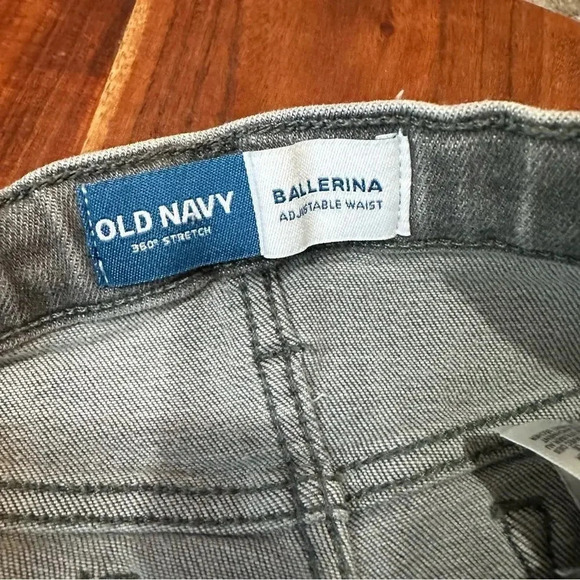 OLD NAVY
360° STRETCH
BALLERINA
ADJUSTABLE WAIST